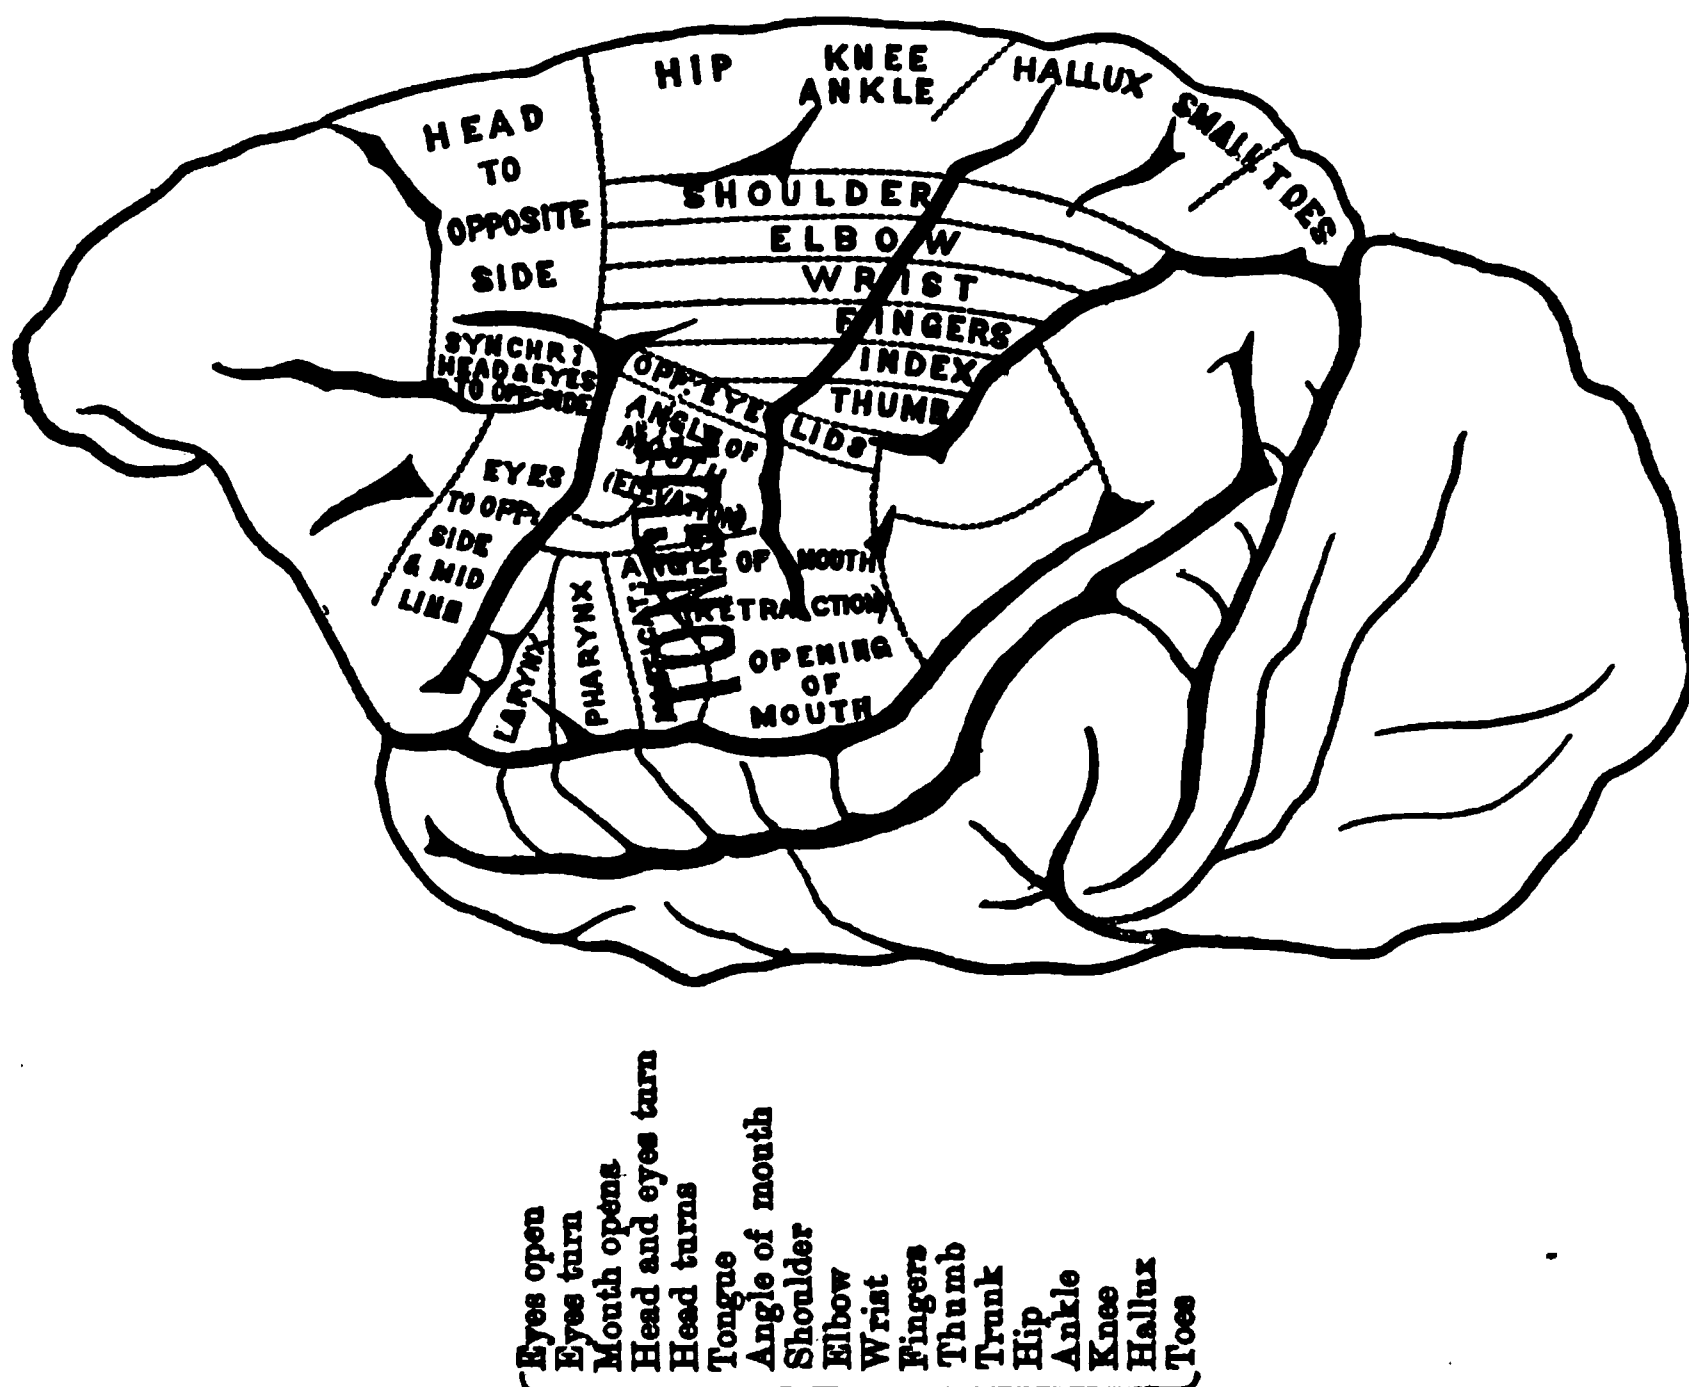 HIP
KNEE
ANKLE
HALLUX
SMALL TOES
HEAD
TO
OPPOSITE
SIDE
SHOULDER
ELBOW
WRIST
FINGERS
INDEX
THUMB
SYNCHR:
HEAD & EYES
TO OPP: SIDE
OPP: EYE LIDS
ANGLE OF
MOUTH
(ELEVATION)
EYES
TO OPP:
SIDE
& MID
LINE
ANGLE OF MOUTH
(RETRACTION)
OPENING
OF
MOUTH
LARYNX
PHARYNX
TONGUE
Eyes open
Eyes turn
Mouth opens
Head and eyes turn
Head turns
Tongue
Angle of mouth
Shoulder
Elbow
Wrist
Fingers
Thumb
Trunk
Hip
Ankle
Knee
Hallux
Toes